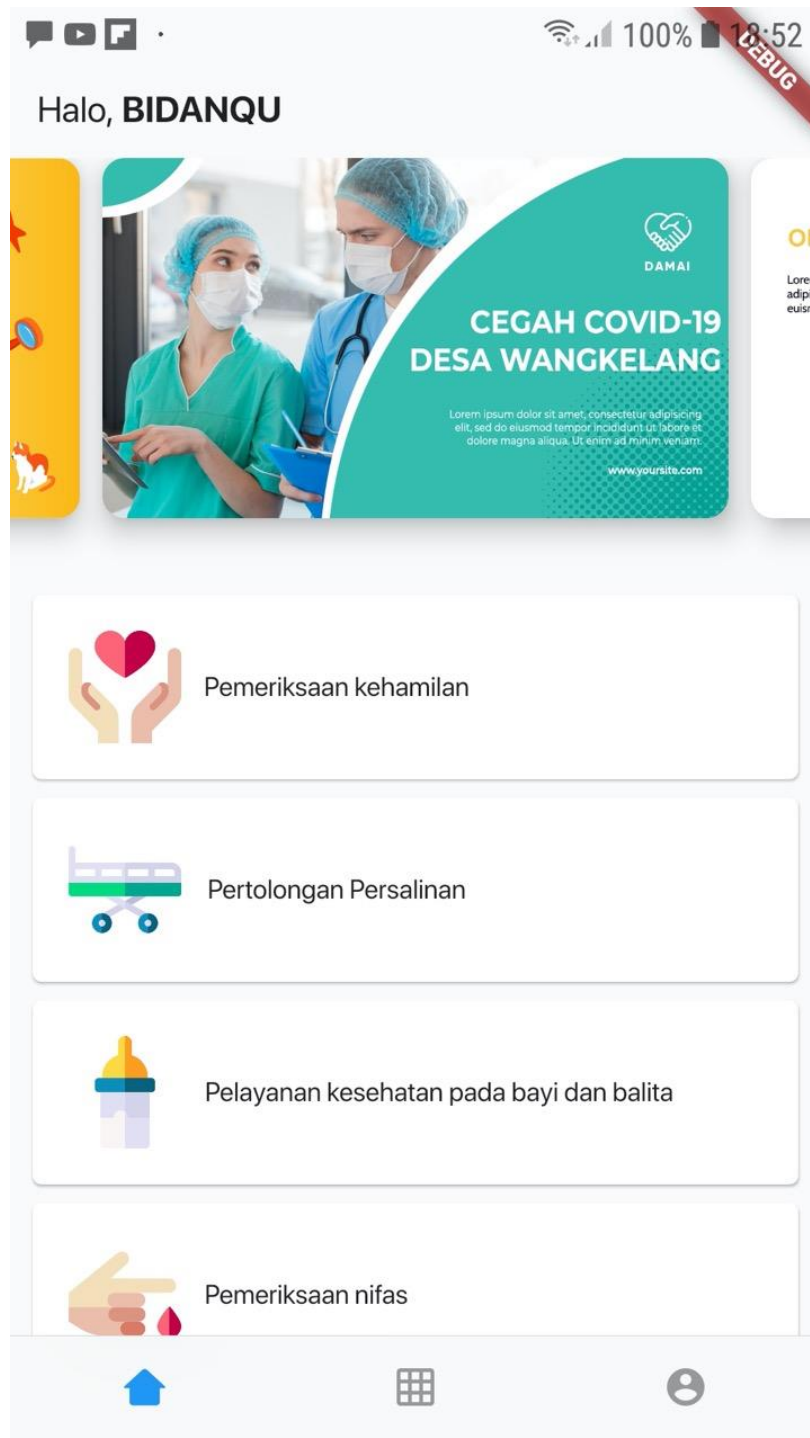 100% 18:52
DEBUG
Halo, BIDANQU
DAMAI
CEGAH COVID-19
DESA WANGKELANG
Lorem ipsum dolor sit amet, consectetur adipisicing
elit, sed do eiusmod tempor incididunt ut labore et
dolore magna aliqua. Ut enim ad minim veniam.
www.yoursite.com
Pemeriksaan kehamilan
Pertolongan Persalinan
Pelayanan kesehatan pada bayi dan balita
Pemeriksaan nifas